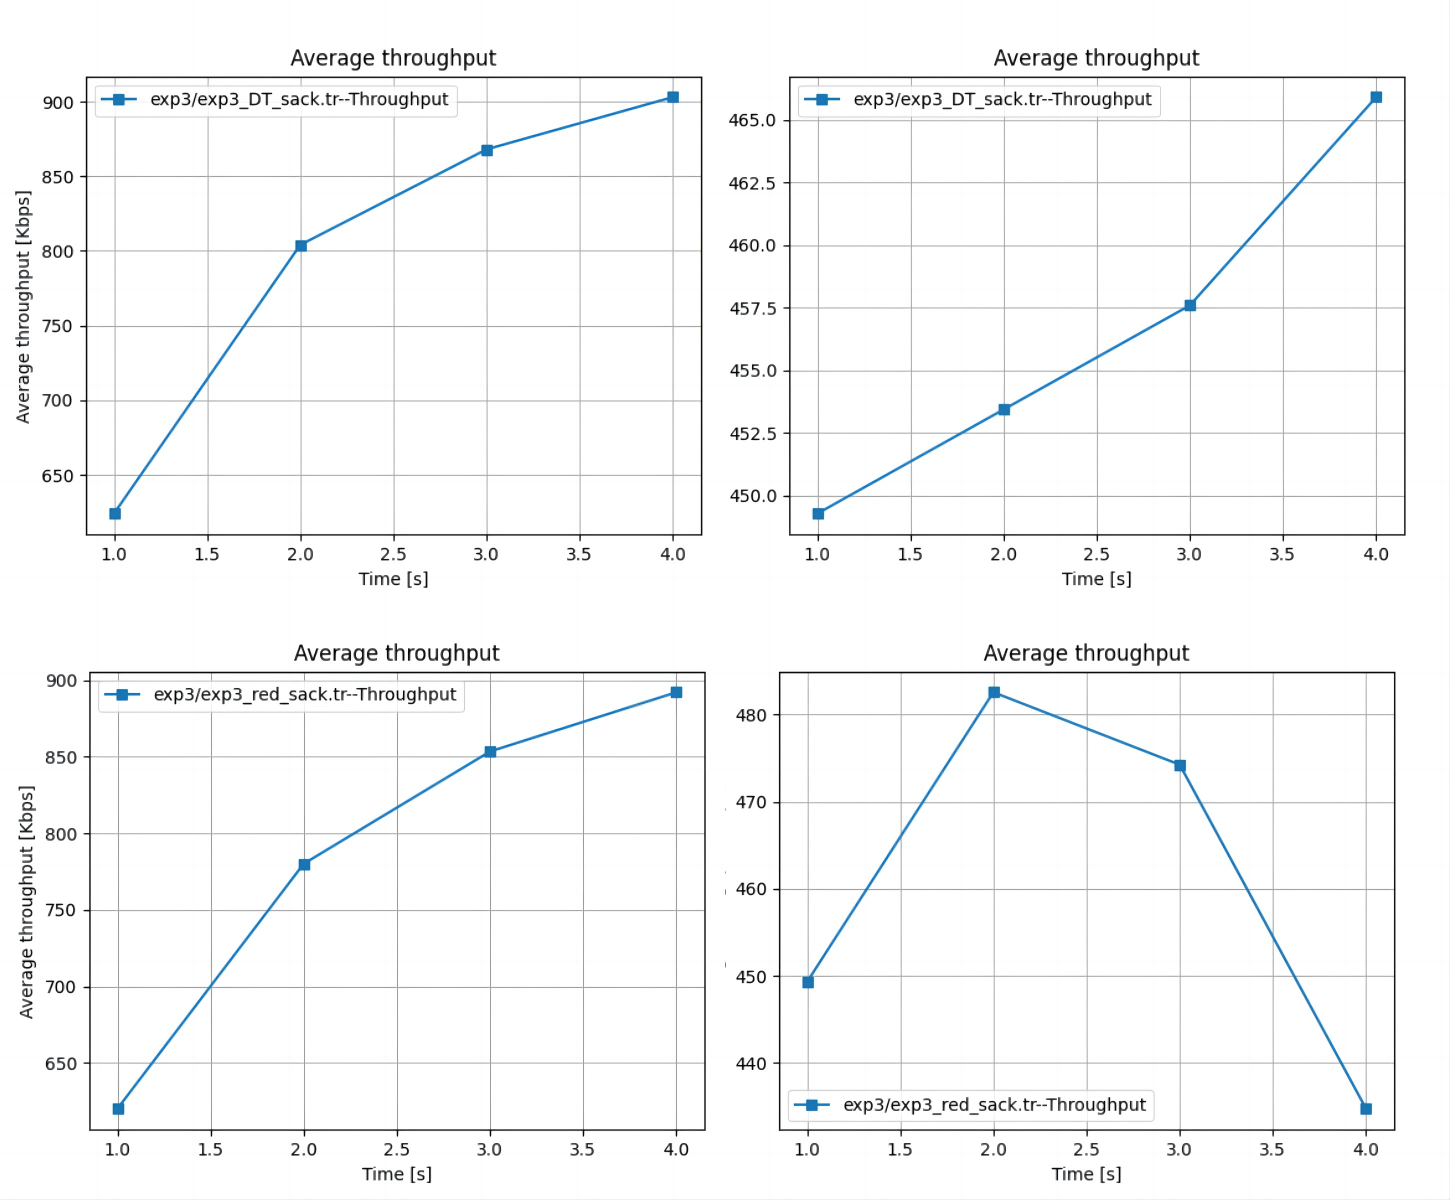 Average throughput
exp3/exp3_DT_sack.tr--Throughput
900
850
800
750
700
650
Average throughput [Kbps]
1.0 1.5 2.0 2.5 3.0 3.5 4.0
Time [s]
Average throughput
exp3/exp3_DT_sack.tr--Throughput
465.0
462.5
460.0
457.5
455.0
452.5
450.0
1.0 1.5 2.0 2.5 3.0 3.5 4.0
Time [s]
Average throughput
exp3/exp3_red_sack.tr--Throughput
900
850
800
750
700
650
Average throughput [Kbps]
1.0 1.5 2.0 2.5 3.0 3.5 4.0
Time [s]
Average throughput
480
470
460
450
440
exp3/exp3_red_sack.tr--Throughput
1.0 1.5 2.0 2.5 3.0 3.5 4.0
Time [s]